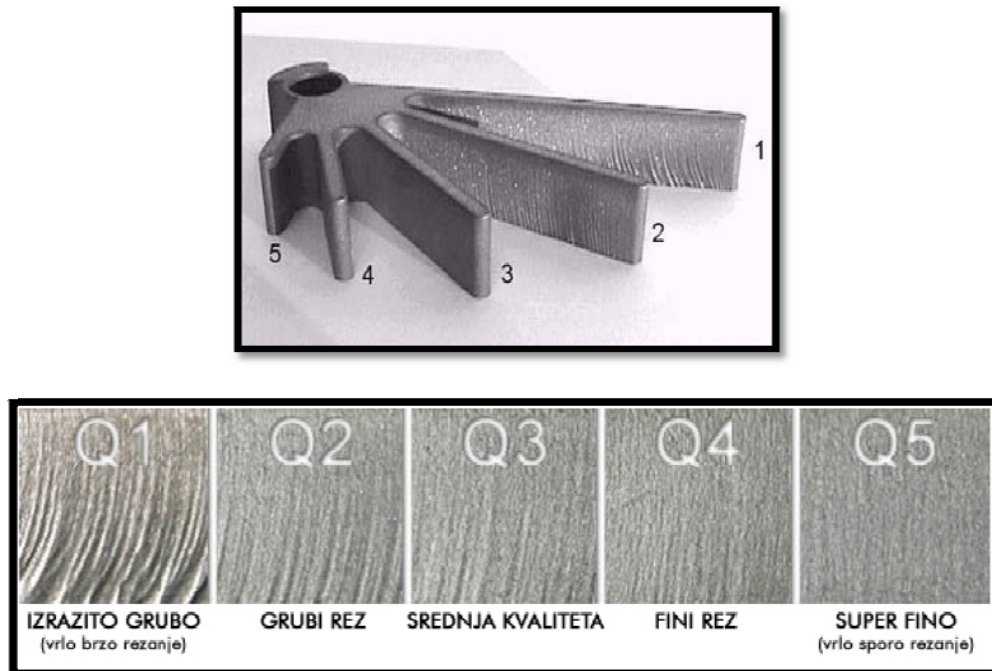 1
2
3
4
5
Q1 Q2 Q3 Q4 Q5
IZRAZITO GRUBO GRUBI REZ SREDNJA KVALITETA FINI REZ SUPER FINO
(vrlo brzo rezanje) (vrlo sporo rezanje)